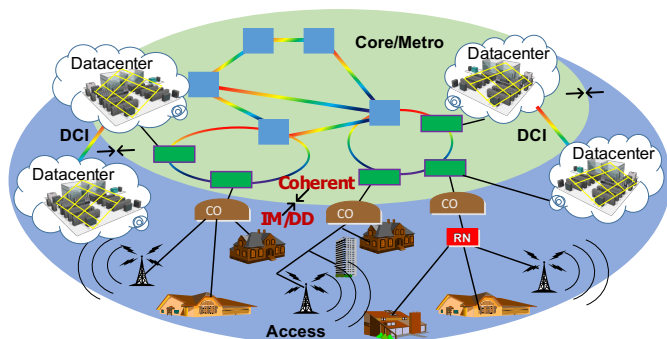 Core/Metro
Datacenter
Datacenter
DCI
DCI
Datacenter
Datacenter
Coherent
CO
IM/DD
CO
CO
RN
Access